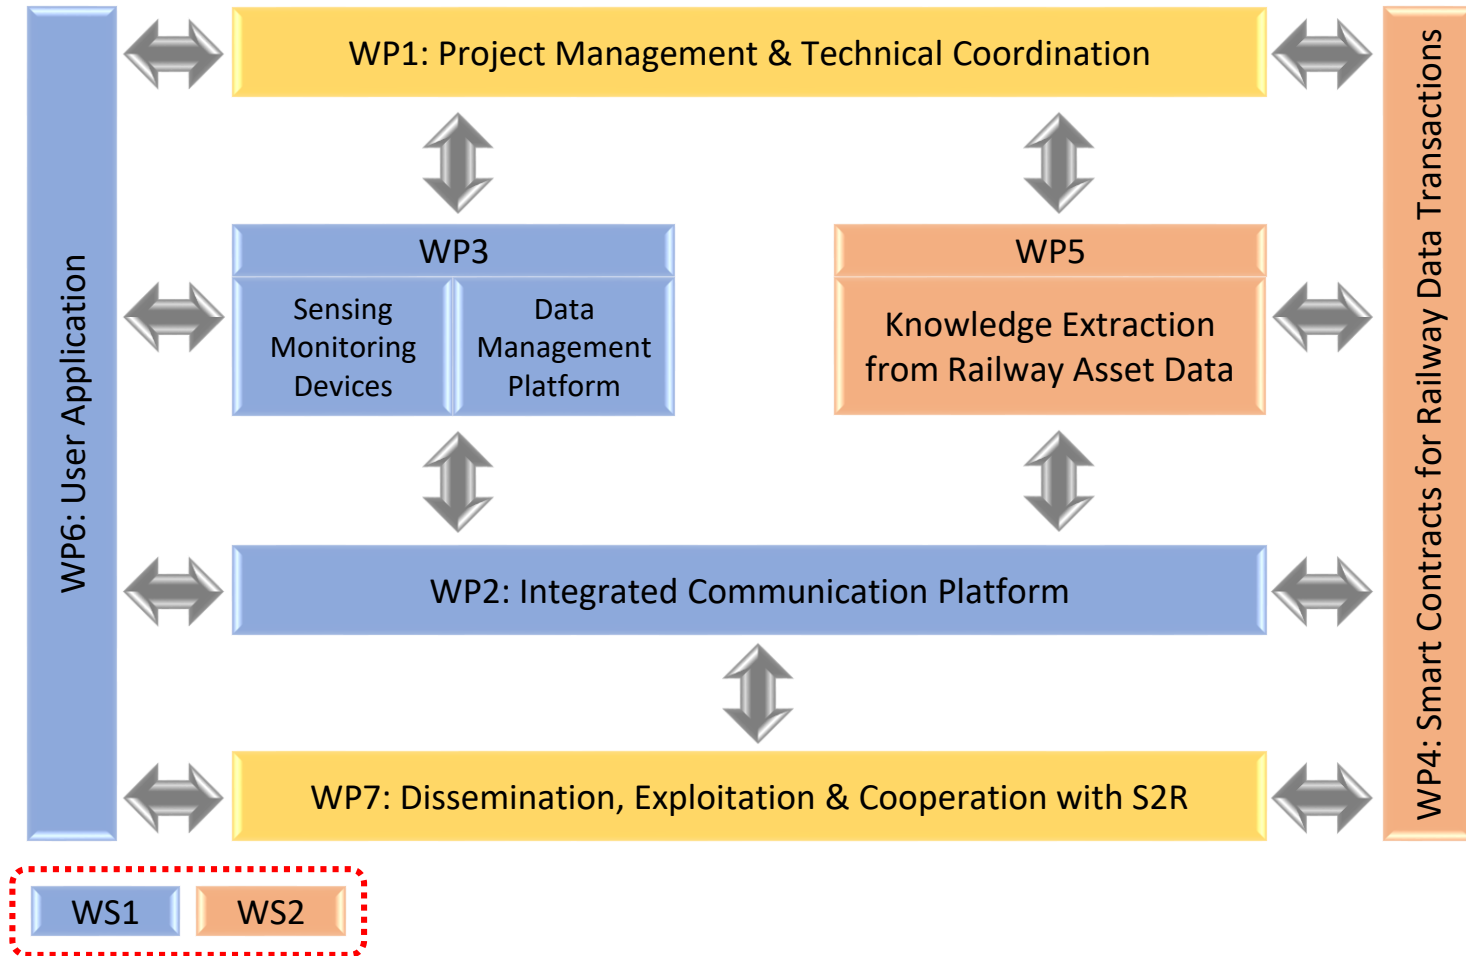 WP1: Project Management & Technical Coordination
WP6: User Application
WP4: Smart Contracts for Railway Data Transactions
WP3
Sensing
Monitoring
Devices
Data
Management
Platform
WP5
Knowledge Extraction
from Railway Asset Data
WP2: Integrated Communication Platform
WP7: Dissemination, Exploitation & Cooperation with S2R
WS1
WS2